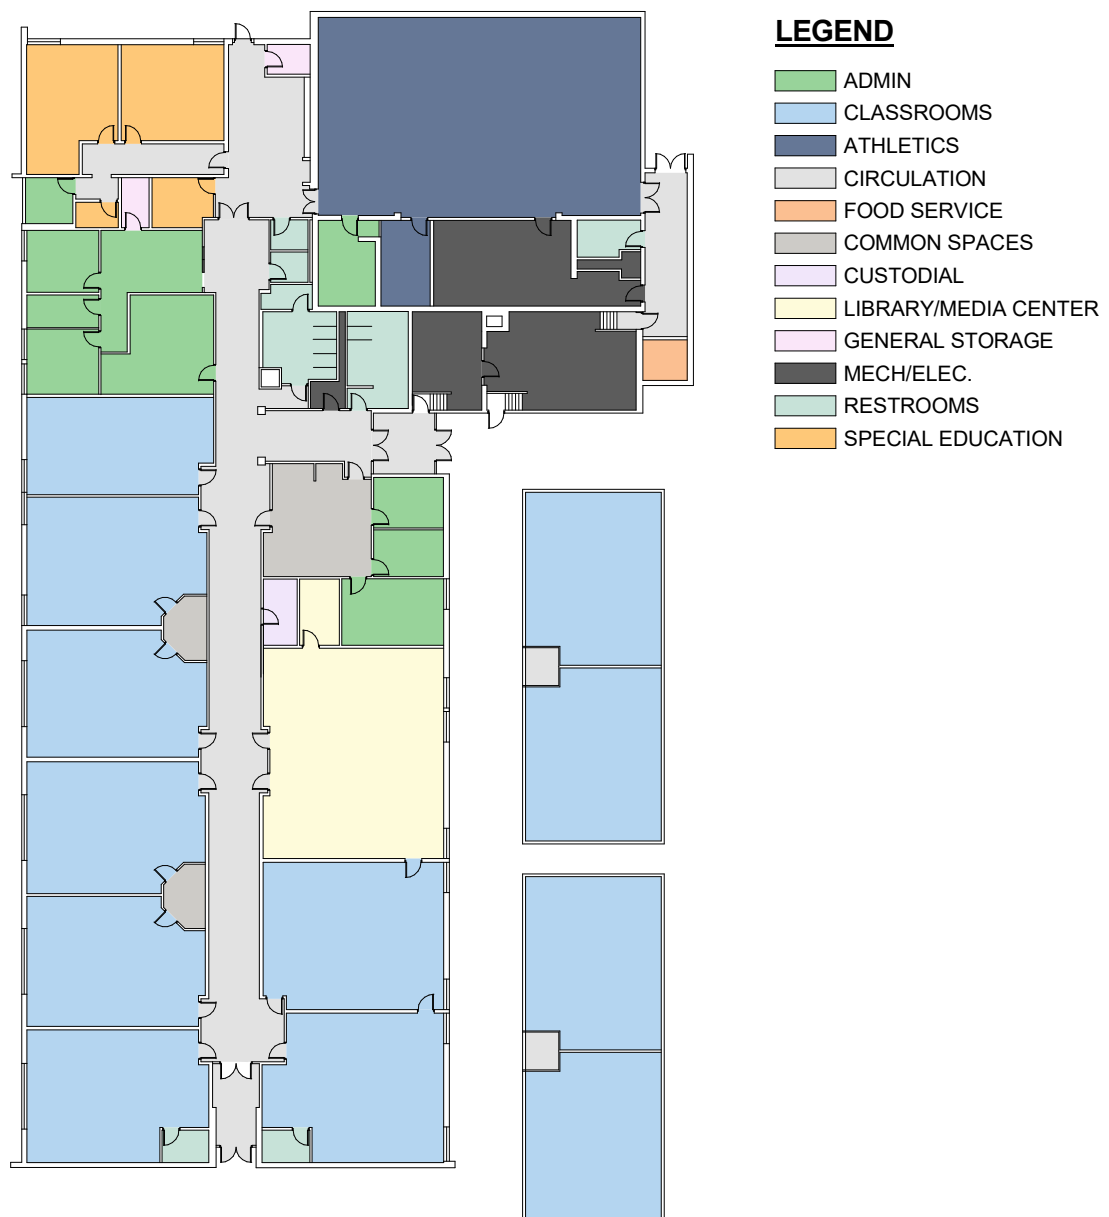 LEGEND
ADMIN
CLASSROOMS
ATHLETICS
CIRCULATION
FOOD SERVICE
COMMON SPACES
CUSTODIAL
LIBRARY/MEDIA CENTER
GENERAL STORAGE
MECH/ELEC.
RESTROOMS
SPECIAL EDUCATION